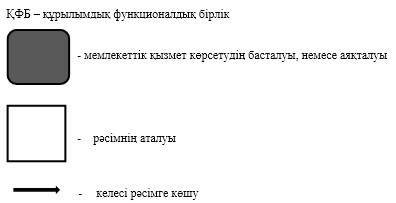 ҚФБ – құрылымдық функционалдық бірлік
- мемлекеттік қызмет көрсетудің басталуы, немесе аяқталуы
- рәсімнің аталуы
- келесі рәсімге көшу